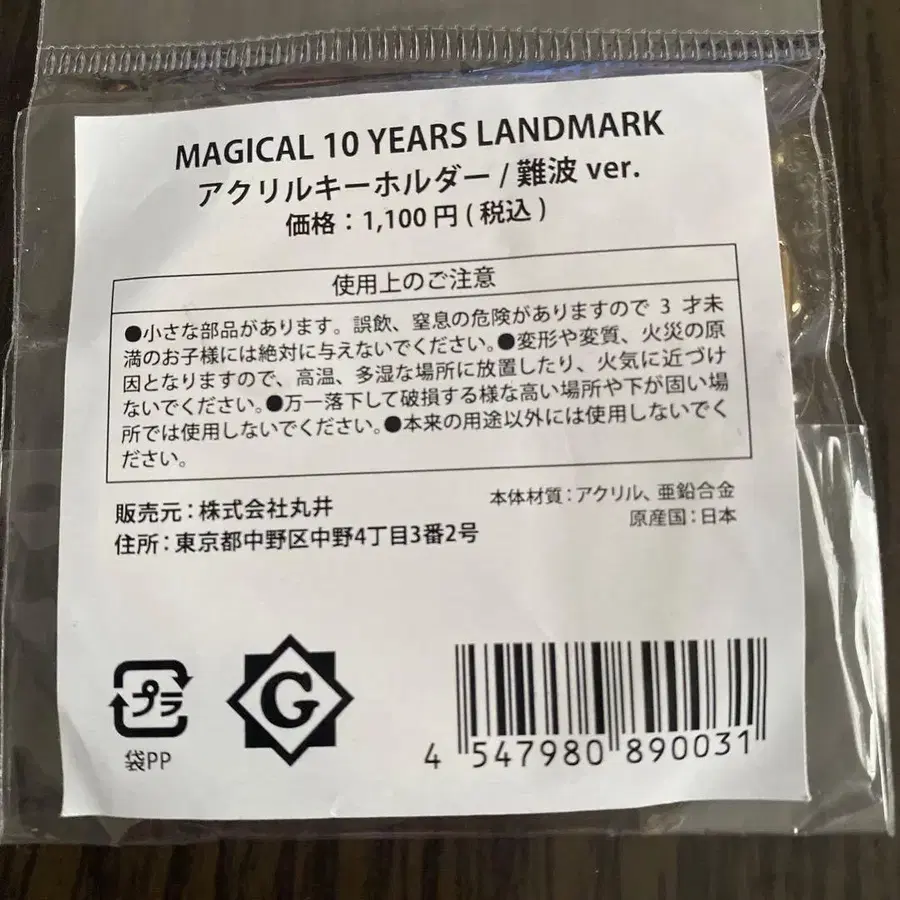 MAGICAL 10 YEARS LANDMARK
アクリルキーホルダー / 難波 ver.
価格：1,100 円 ( 税込 )
使用上のご注意
●小さな部品があります。誤飲、窒息の危険がありますので 3 才未
満のお子様には絶対に与えないでください。●変形や変質、火災の原
因となりますので、高温、多湿な場所に放置したり、火気に近づけ
ないでください。●万一落下して破損する様な高い場所や下が固い場
所では使用しないでください。●本来の用途以外には使用しないでく
ださい。
販売元：株式会社丸井
住所：東京都中野区中野4丁目3番2号
本体材質：アクリル、亜鉛合金
原産国：日本
プラ
袋PP
G
4 547980 890031